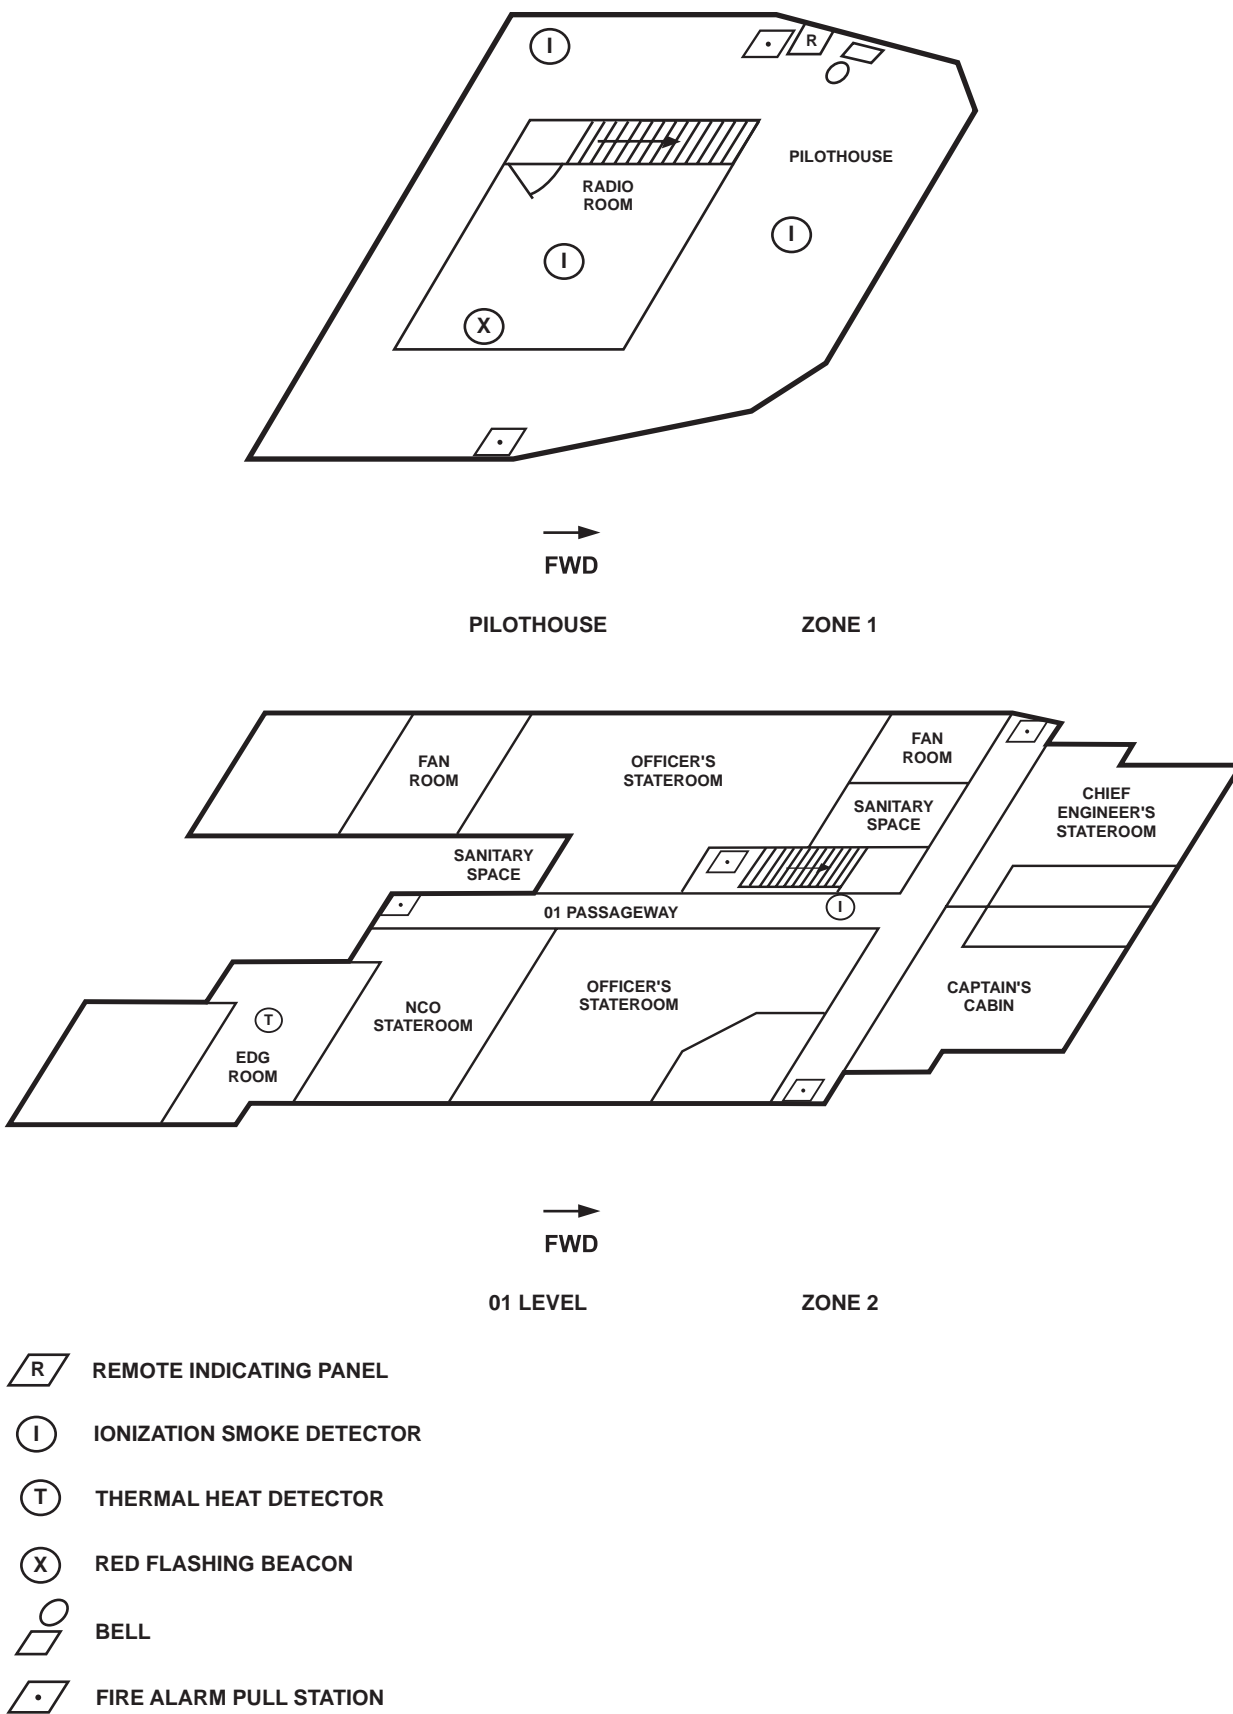 I
R
PILOTHOUSE
RADIO
ROOM
I
I
X
FWD
PILOTHOUSE ZONE 1
FAN
ROOM
OFFICER'S
STATEROOM
FAN
ROOM
SANITARY
SPACE
CHIEF
ENGINEER'S
STATEROOM
SANITARY
SPACE
01 PASSAGEWAY
I
NCO
STATEROOM
OFFICER'S
STATEROOM
CAPTAIN'S
CABIN
T
EDG
ROOM
FWD
01 LEVEL ZONE 2
R REMOTE INDICATING PANEL
I IONIZATION SMOKE DETECTOR
T THERMAL HEAT DETECTOR
X RED FLASHING BEACON
BELL
FIRE ALARM PULL STATION